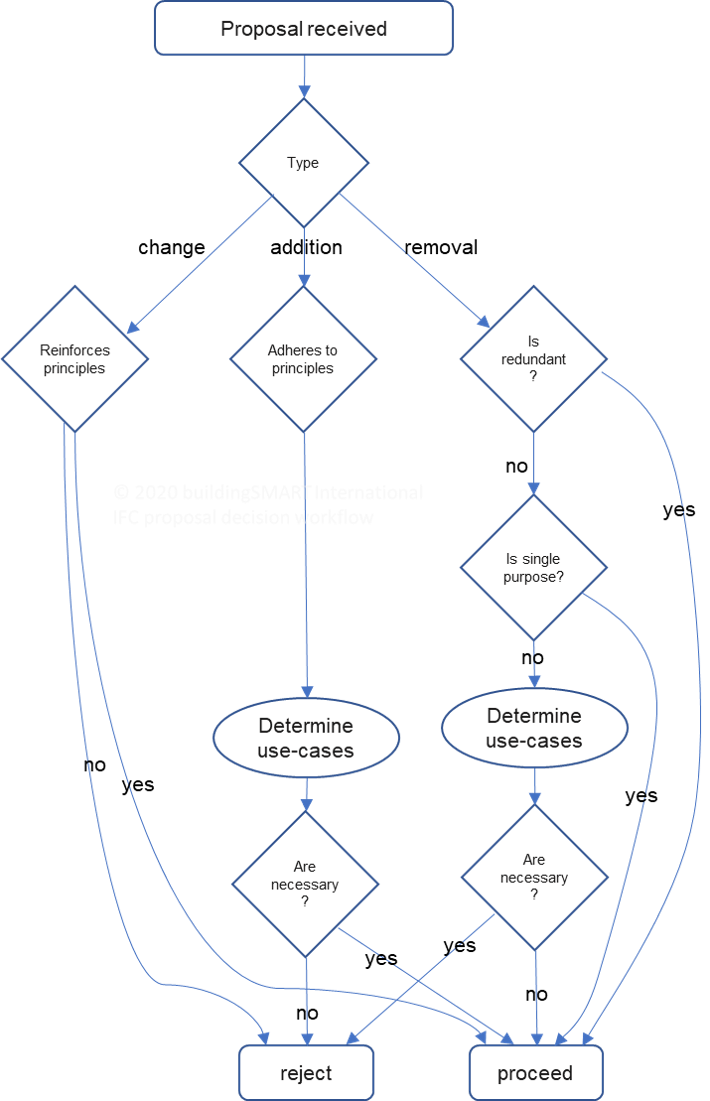 Proposal received
Type
change
addition
removal
Reinforces
principles
Adheres to
principles
Is
redundant
?
no
yes
© 2020 buildingSMART International
IFC proposal decision workflow
Is single
purpose?
no
Determine
use-cases
Determine
use-cases
no
yes
yes
Are
necessary
?
Are
necessary
?
yes
yes
no
no
reject
proceed